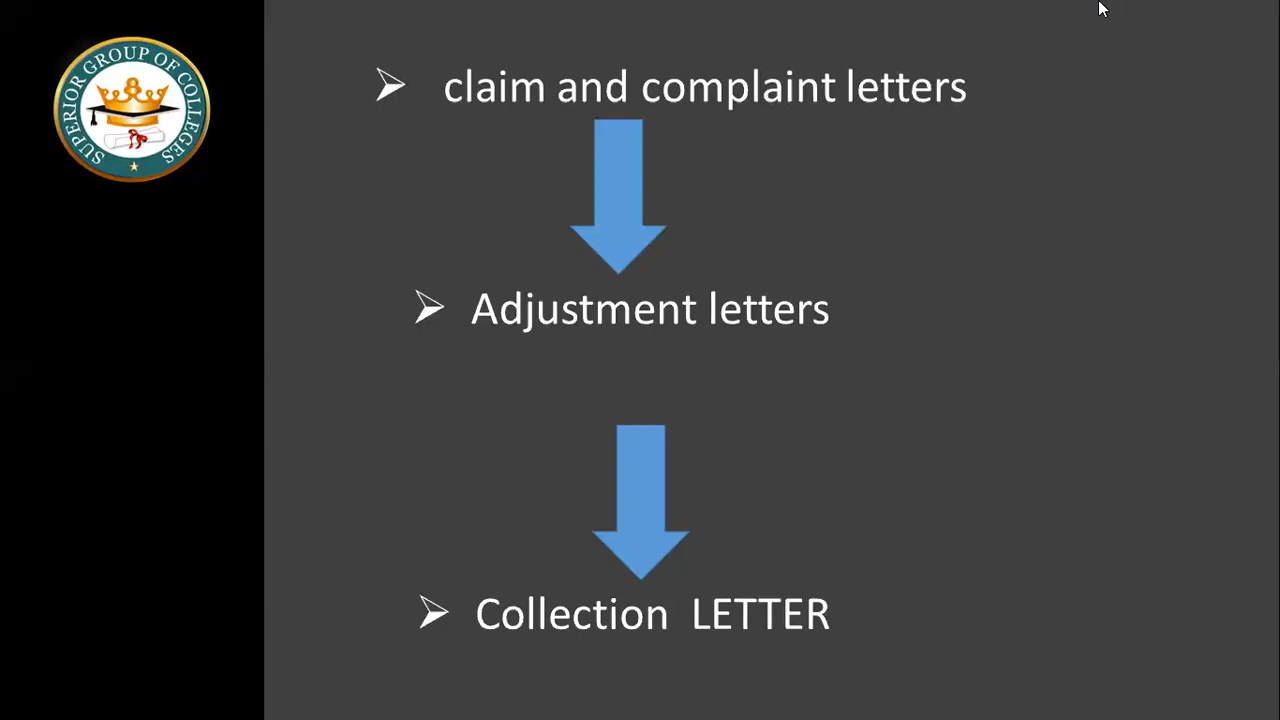 SUPERIOR GROUP OF COLLEGES
claim and complaint letters
Adjustment letters
Collection LETTER